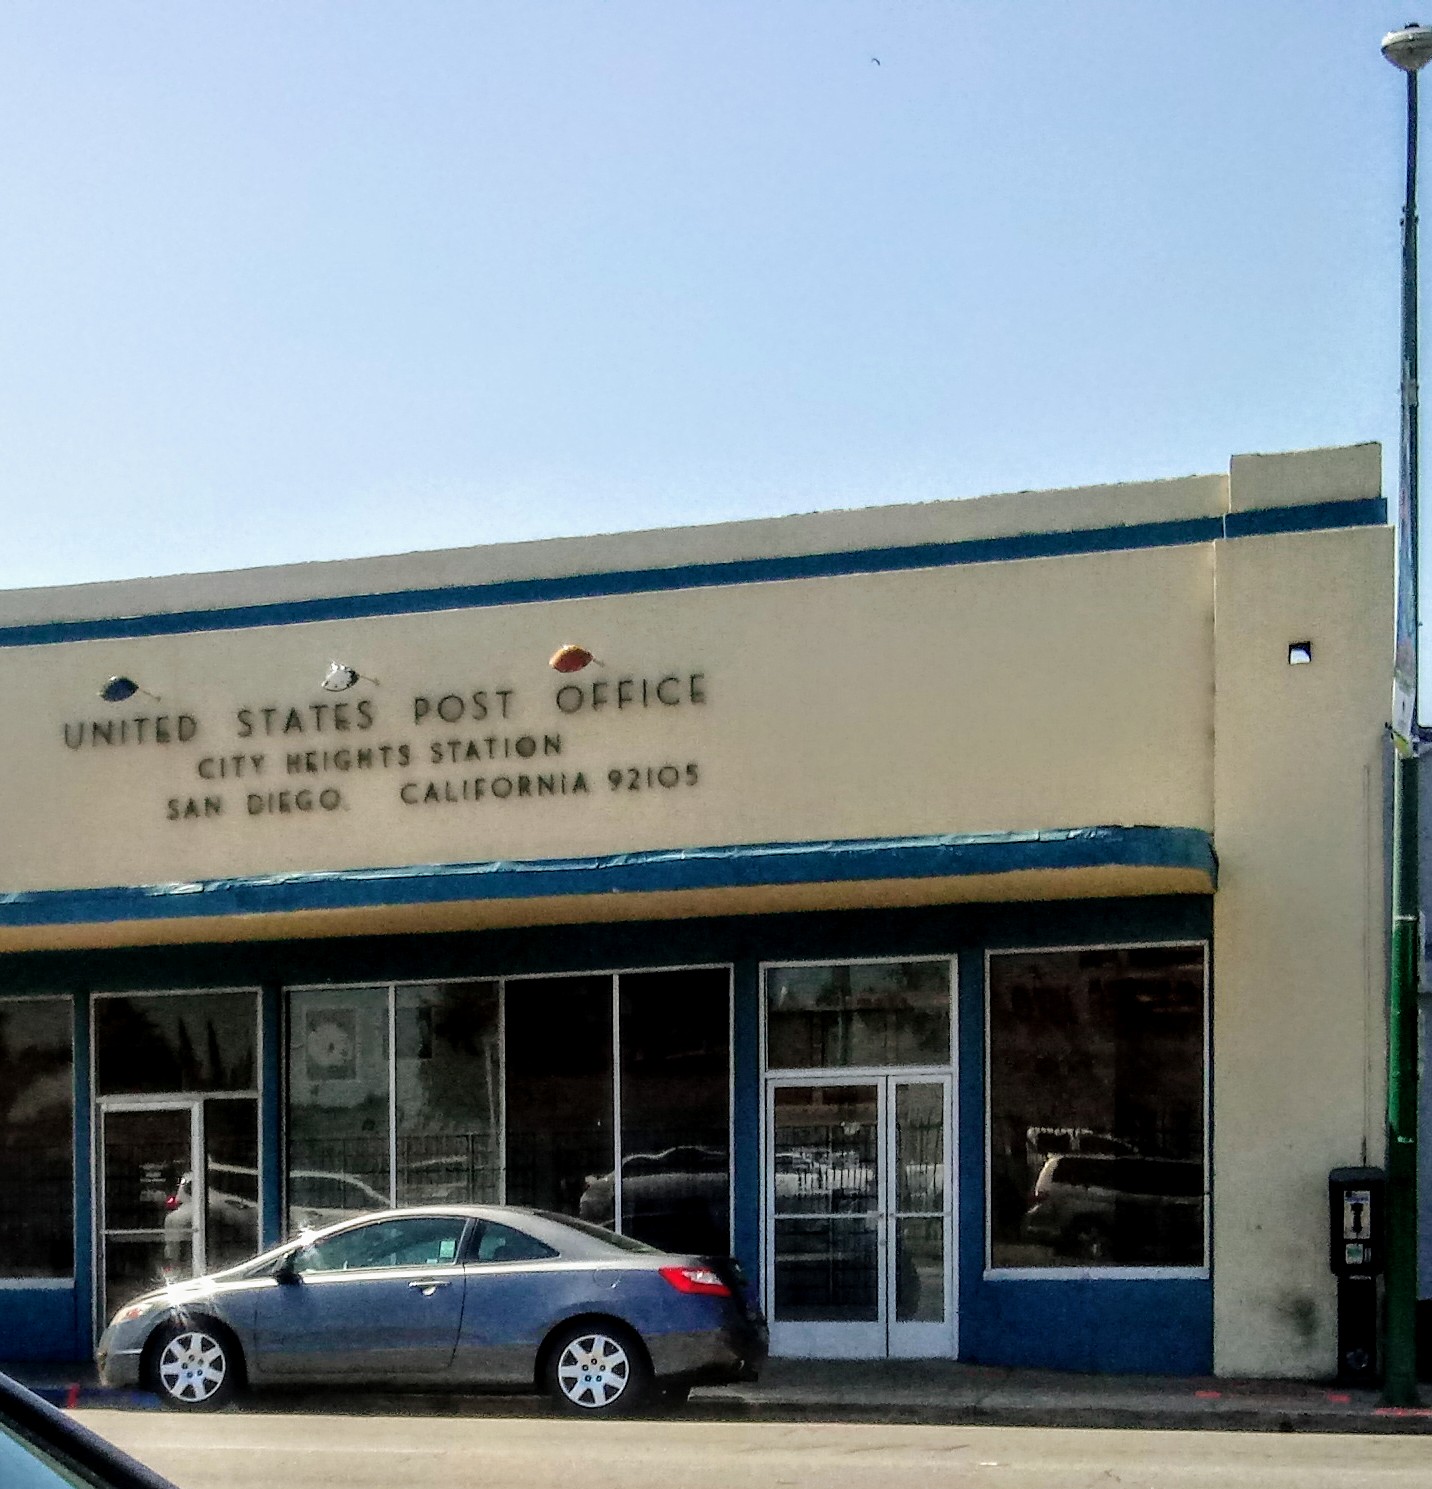 UNITED STATES POST OFFICE
CITY HEIGHTS STATION
SAN DIEGO. CALIFORNIA 92105